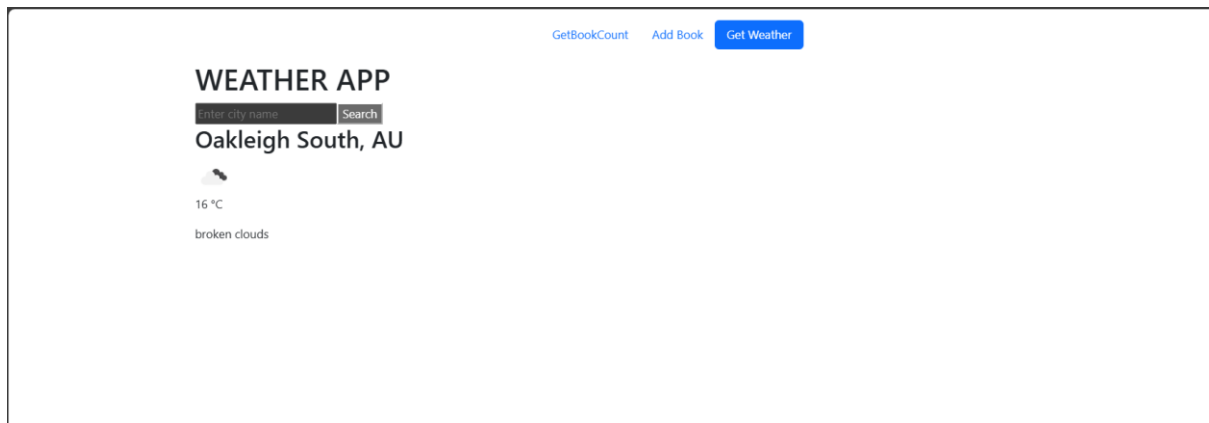 GetBookCount Add Book Get Weather
WEATHER APP
Enter city name Search
Oakleigh South, AU
16 °C
broken clouds